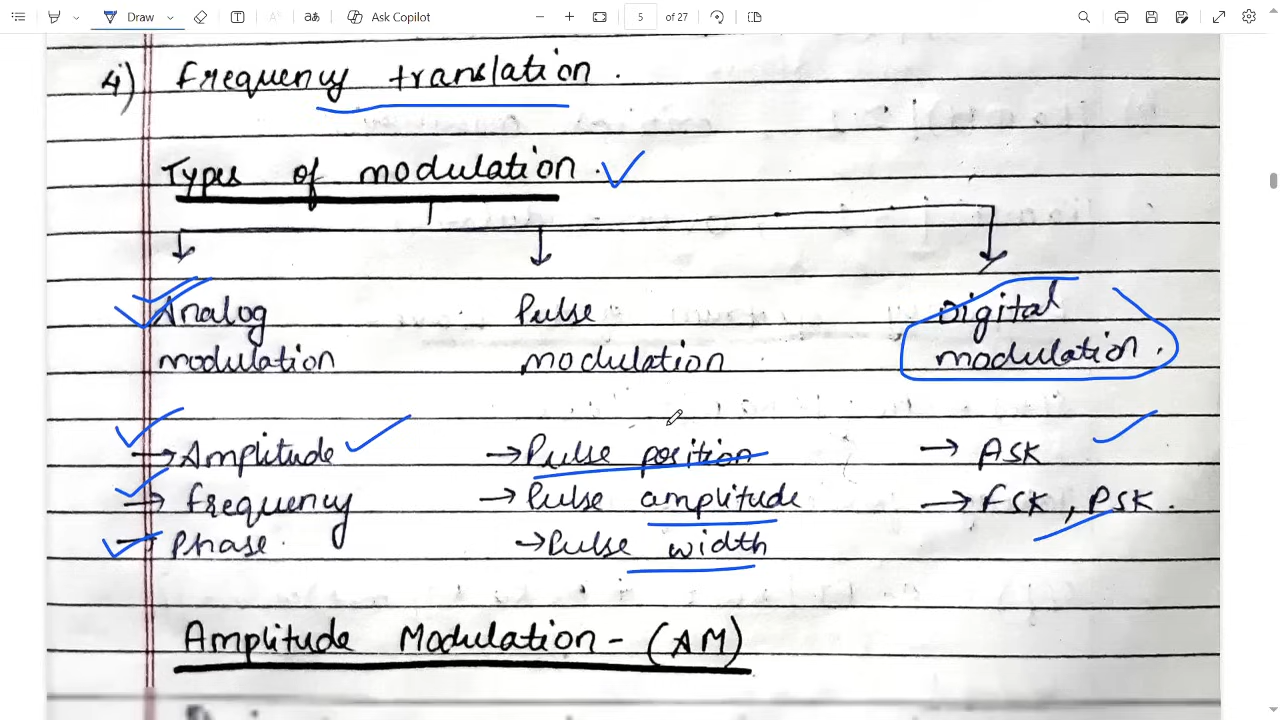 Draw
Ask Copilot
5 of 27
4) Frequency translation.
Types of modulation.
Analog modulation
Pulse modulation
Digital modulation.
→ Amplitude → Pulse position → ASK
→ Frequency → Pulse amplitude → FSK, PSK.
→ Phase. → Pulse width
Amplitude Modulation - (AM)